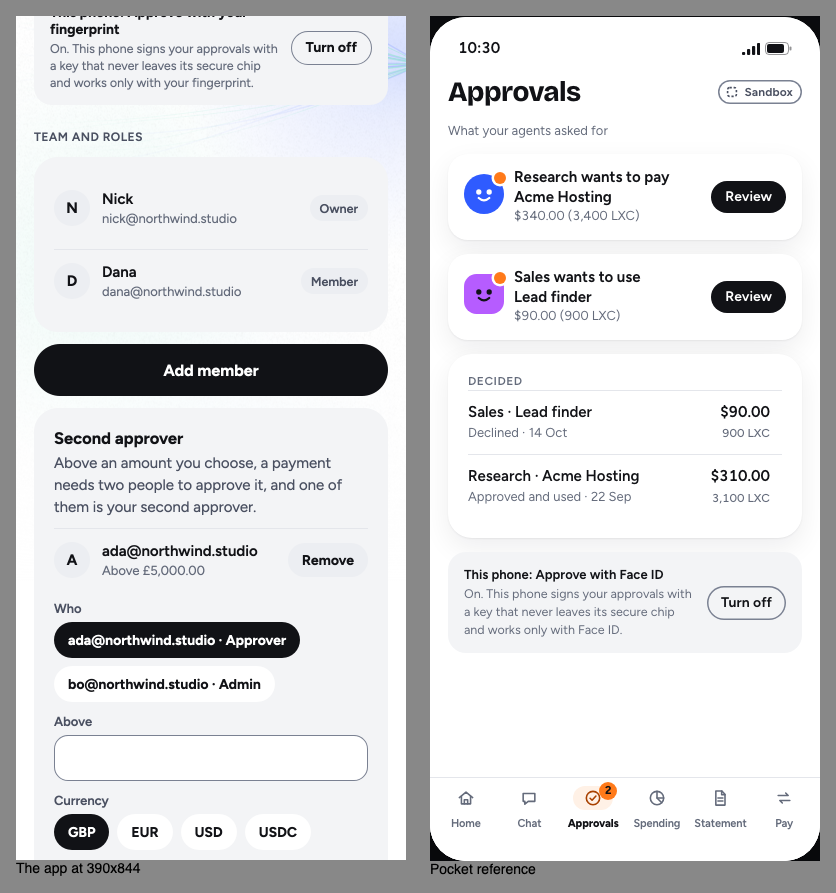 This phone: Approve with your
fingerprint
On. This phone signs your approvals with
a key that never leaves its secure chip
and works only with your fingerprint.
Turn off
TEAM AND ROLES
N
Nick
nick@northwind.studio
Owner
D
Dana
dana@northwind.studio
Member
Add member
Second approver
Above an amount you choose, a payment
needs two people to approve it, and one of
them is your second approver.
A
ada@northwind.studio
Above £5,000.00
Remove
Who
ada@northwind.studio · Approver
bo@northwind.studio · Admin
Above
Currency
GBP
EUR
USD
USDC
The app at 390x844
10:30
Approvals
Sandbox
What your agents asked for
Research wants to pay
Acme Hosting
$340.00 (3,400 LXC)
Review
Sales wants to use
Lead finder
$90.00 (900 LXC)
Review
DECIDED
Sales · Lead finder
$90.00
Declined · 14 Oct
900 LXC
Research · Acme Hosting
$310.00
Approved and used · 22 Sep
3,100 LXC
This phone: Approve with Face ID
On. This phone signs your approvals with
a key that never leaves its secure chip
and works only with Face ID.
Turn off
2
Home
Chat
Approvals
Spending
Statement
Pay
Pocket reference